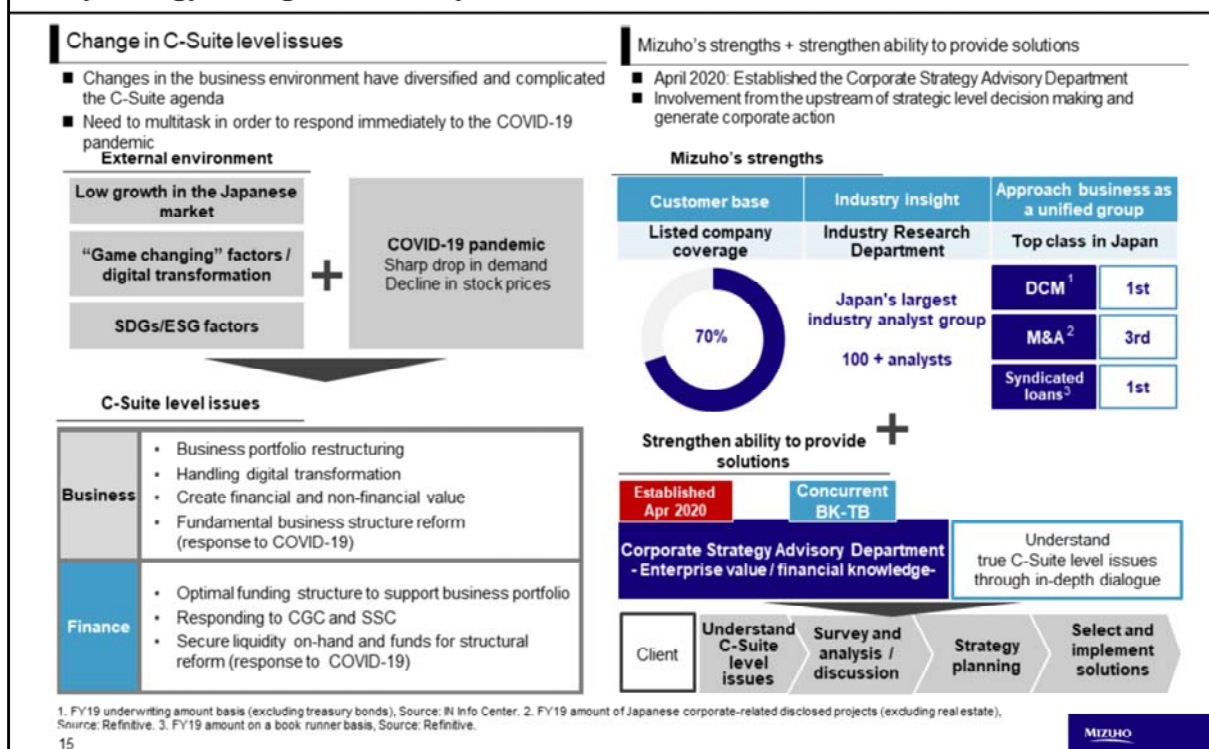 Change in C-Suite level issues
■ Changes in the business environment have diversified and complicated
the C-Suite agenda
■ Need to multitask in order to respond immediately to the COVID-19
pandemic
External environment
Low growth in the Japanese
market
“Game changing” factors /
digital transformation
SDGs/ESG factors
+
COVID-19 pandemic
Sharp drop in demand
Decline in stock prices
C-Suite level issues
Business
• Business portfolio restructuring
• Handling digital transformation
• Create financial and non-financial value
• Fundamental business structure reform
(response to COVID-19)
Finance
• Optimal funding structure to support business portfolio
• Responding to CGC and SSC
• Secure liquidity on-hand and funds for structural
reform (response to COVID-19)
Mizuho's strengths + strengthen ability to provide solutions
■ April 2020: Established the Corporate Strategy Advisory Department
■ Involvement from the upstream of strategic level decision making and
generate corporate action
Mizuho's strengths
Customer base
Listed company
coverage
70%
Industry insight
Industry Research
Department
Japan's largest
industry analyst group
100 + analysts
Approach business as
a unified group
Top class in Japan
DCM1 1st
M&A2 3rd
Syndicated
loans3 1st
+
Strengthen ability to provide
solutions
Established
Apr 2020
Concurrent
BK-TB
Corporate Strategy Advisory Department
- Enterprise value / financial knowledge-
Understand
true C-Suite level issues
through in-depth dialogue
Client
Understand
C-Suite
level
issues
Survey and
analysis /
discussion
Strategy
planning
Select and
implement
solutions
1. FY19 underwriting amount basis (excluding treasury bonds), Source: IN Info Center. 2. FY19 amount of Japanese corporate-related disclosed projects (excluding real estate),
Source: Refinitive. 3. FY19 amount on a book runner basis, Source: Refinitive.
15
MIZUHO